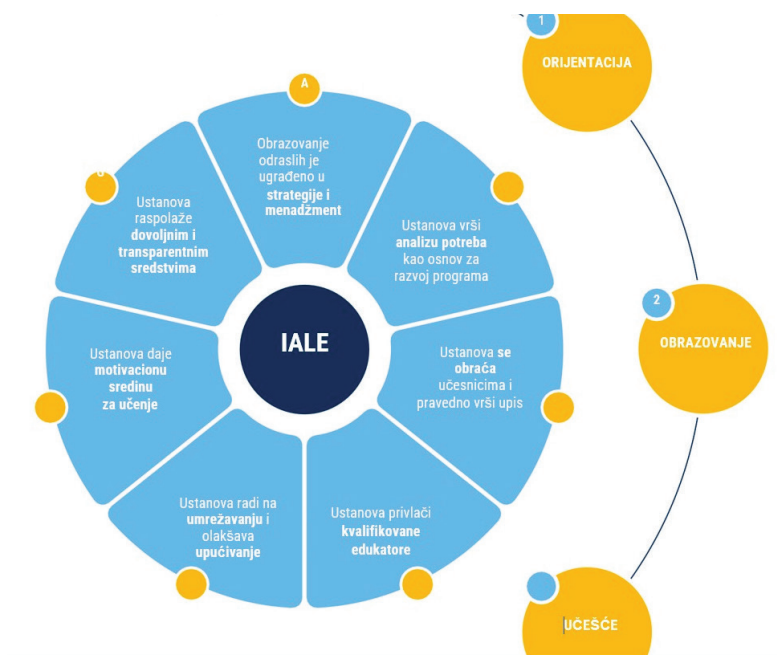 A
Obrazovanje
odraslih je
ugrađeno u
strategije i
menadžment
Ustanova vrši
analizu potreba
kao osnov za
razvoj programa
Ustanova se
obraća
učesnicima i
pravedno vrši upis
Ustanova privlači
kvalifikovane
edukatore
Ustanova radi na
umrežavanju i
olakšava
upućivanje
Ustanova daje
motivacionu
sredinu
za učenje
Ustanova
raspolaže
dovoljnim i
transparentnim
sredstvima
IALE
1
ORIJENTACIJA
2
OBRAZOVANJE
UČEŠĆE